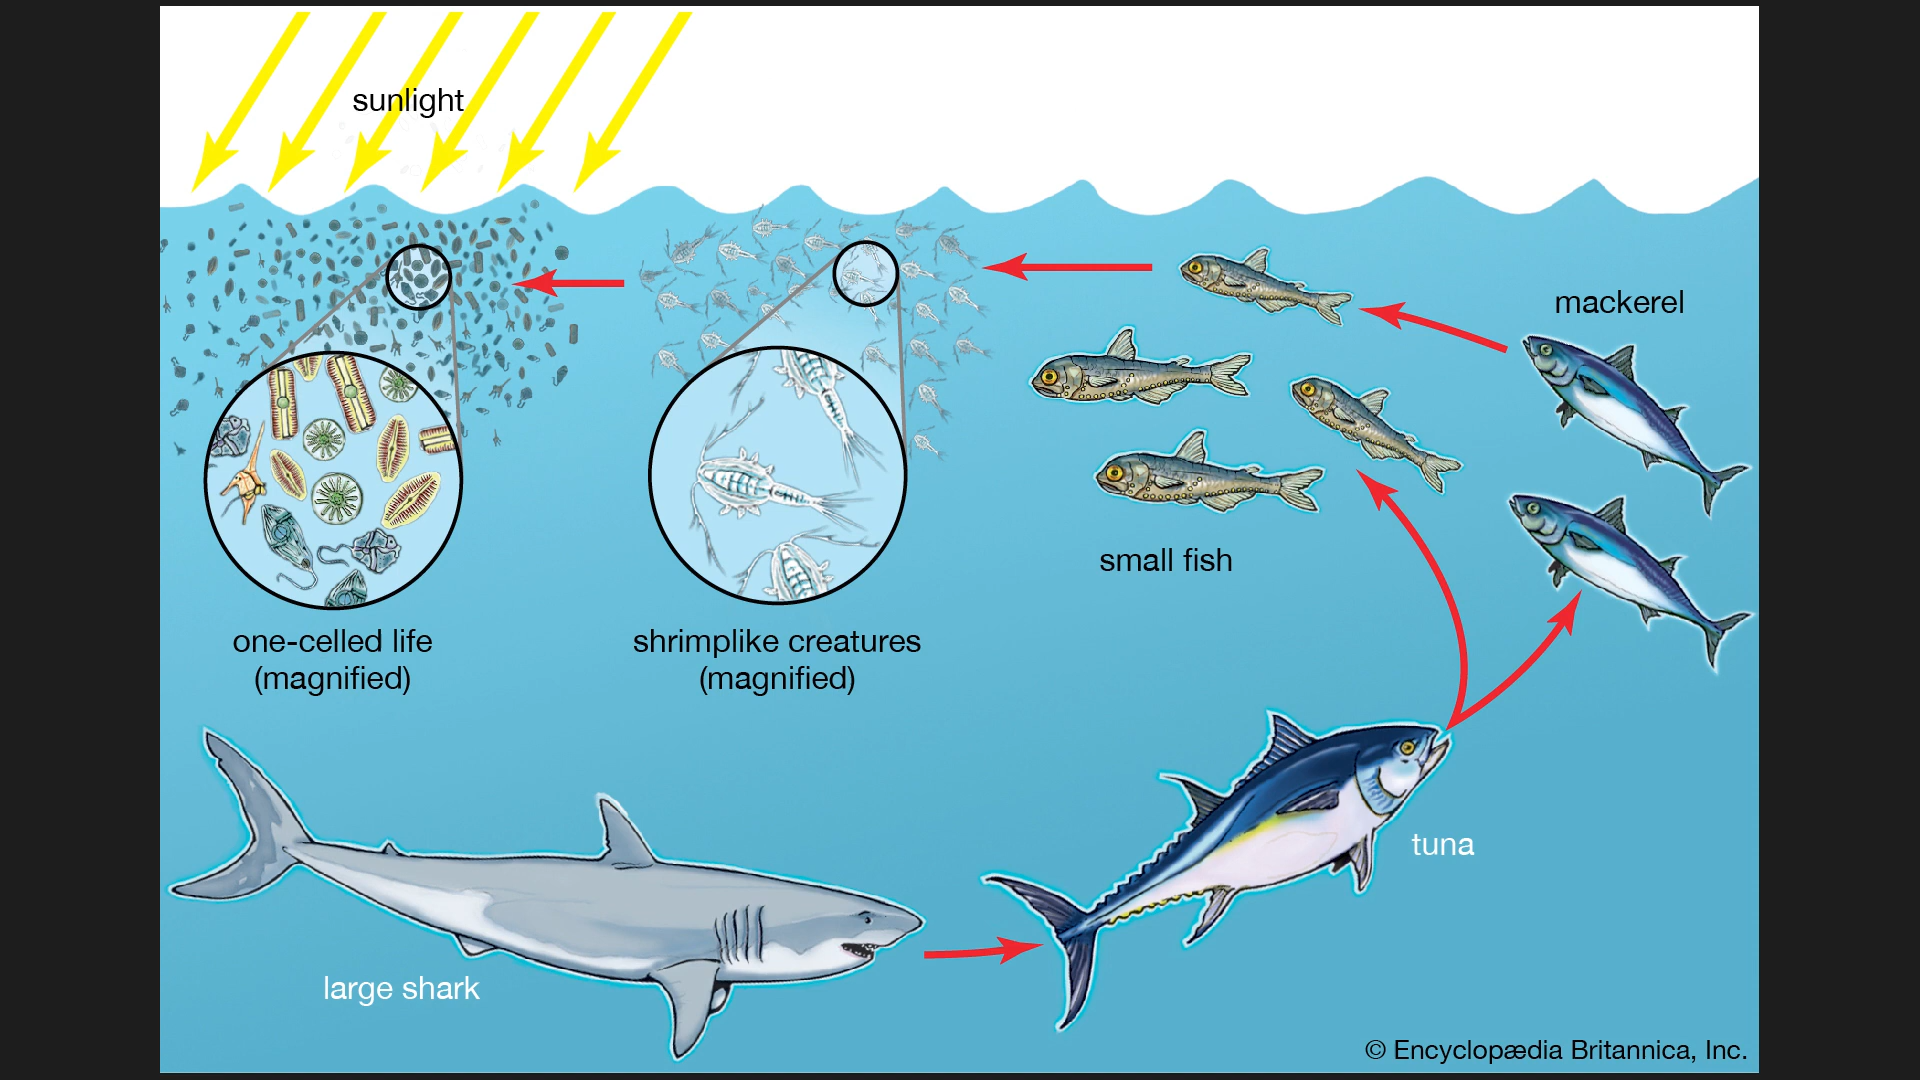 sunlight
mackerel
small fish
one-celled life
(magnified)
shrimplike creatures
(magnified)
tuna
large shark
© Encyclopædia Britannica, Inc.